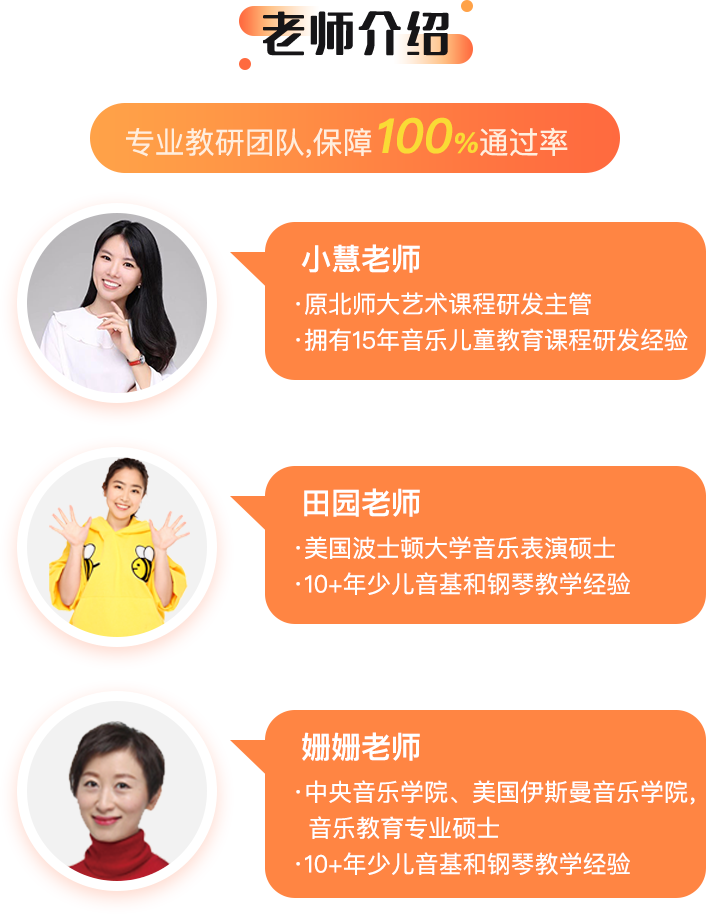 老师介绍
专业教研团队,保障100%通过率
小慧老师
·原北师大艺术课程研发主管
·拥有15年音乐儿童教育课程研发经验
田园老师
·美国波士顿大学音乐表演硕士
·10+年少儿音基和钢琴教学经验
姗姗老师
·中央音乐学院、美国伊斯曼音乐学院,
音乐教育专业硕士
·10+年少儿音基和钢琴教学经验